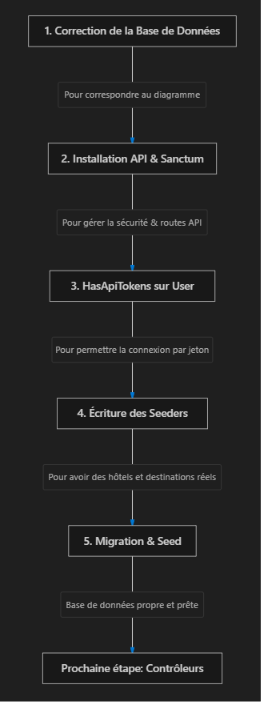 1. Correction de la Base de Données
Pour correspondre au diagramme
2. Installation API & Sanctum
Pour gérer la sécurité & routes API
3. HasApiTokens sur User
Pour permettre la connexion par jeton
4. Écriture des Seeders
Pour avoir des hôtels et destinations réels
5. Migration & Seed
Base de données propre et prête
Prochaine étape: Contrôleurs